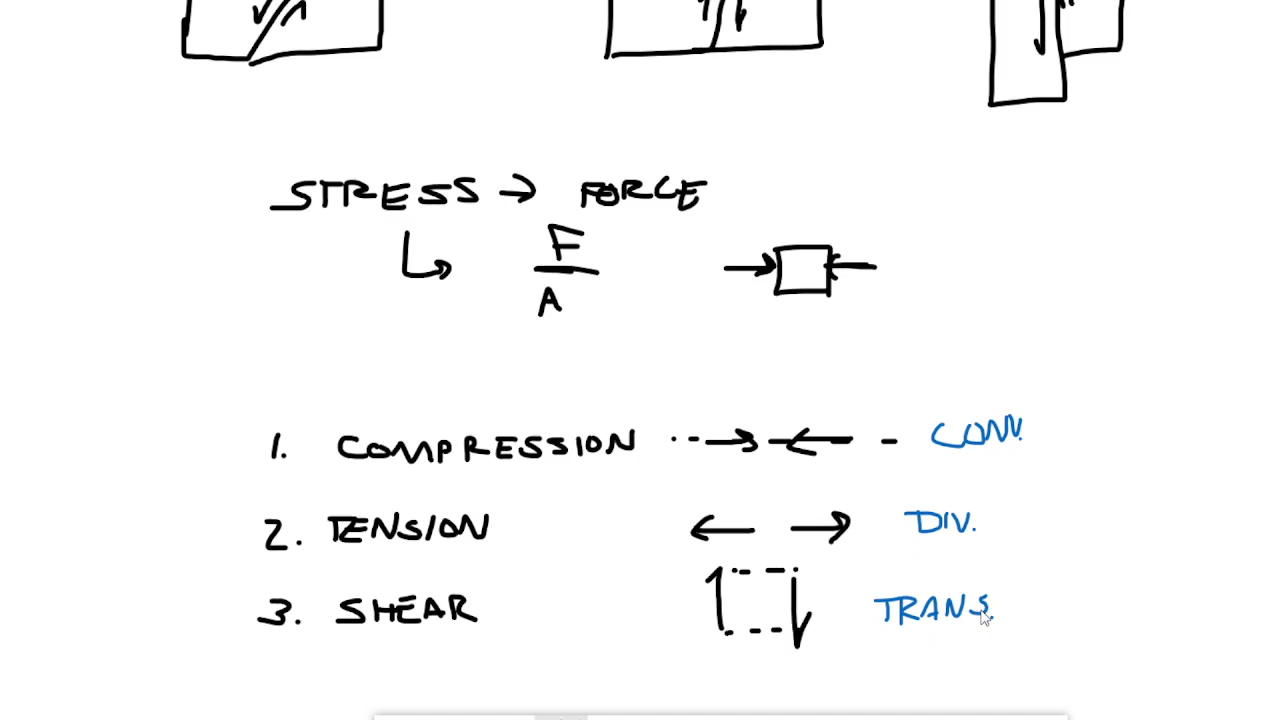 STRESS → FORCE
F
A
1. COMPRESSION CONV.
2. TENSION DIV.
3. SHEAR TRANS.